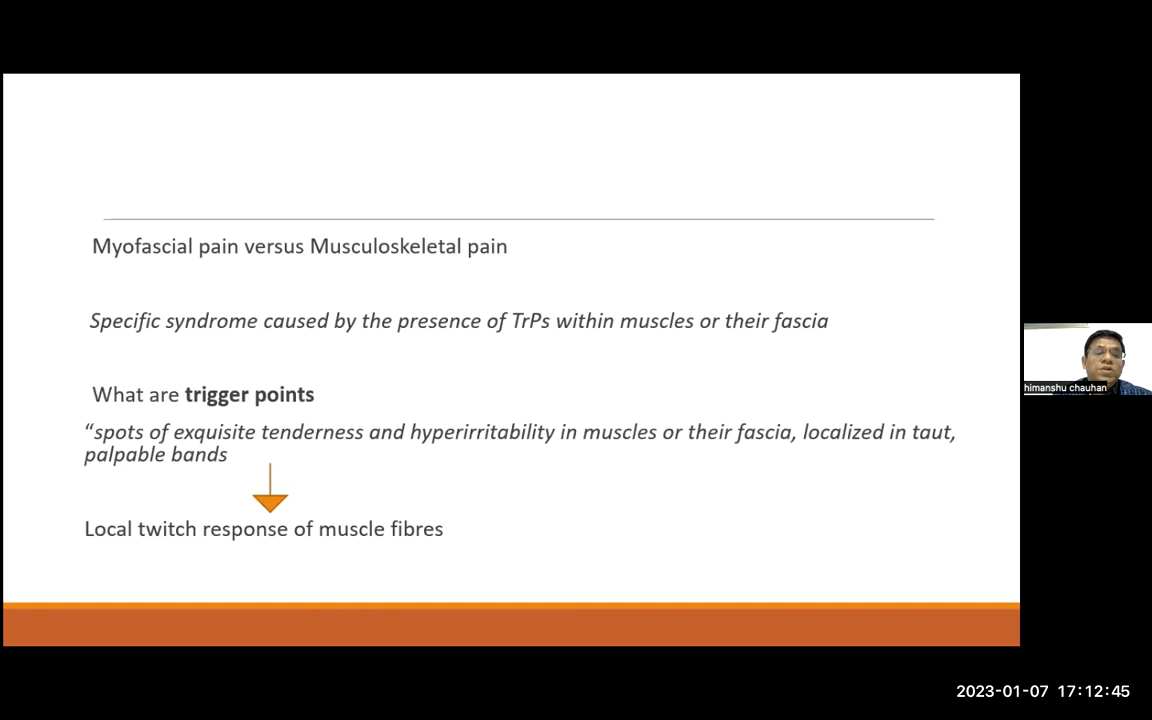 Myofascial pain versus Musculoskeletal pain
Specific syndrome caused by the presence of TrPs within muscles or their fascia
What are trigger points
“spots of exquisite tenderness and hyperirritability in muscles or their fascia, localized in taut,
palpable bands
Local twitch response of muscle fibres
himanshu chauhan
2023-01-07 17:12:45